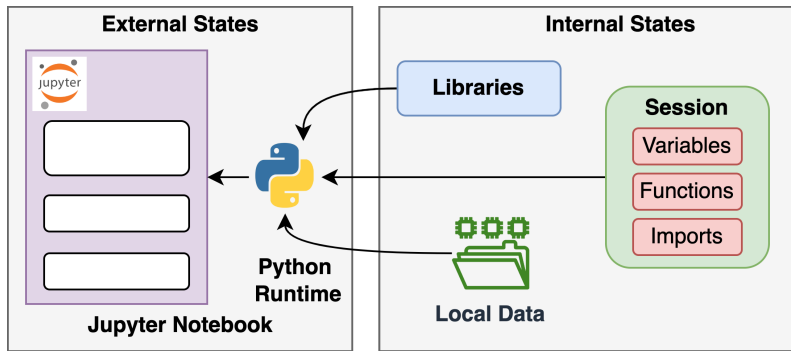 External States
Jupyter
Python
Runtime
Jupyter Notebook
Internal States
Libraries
Session
Variables
Functions
Imports
Local Data